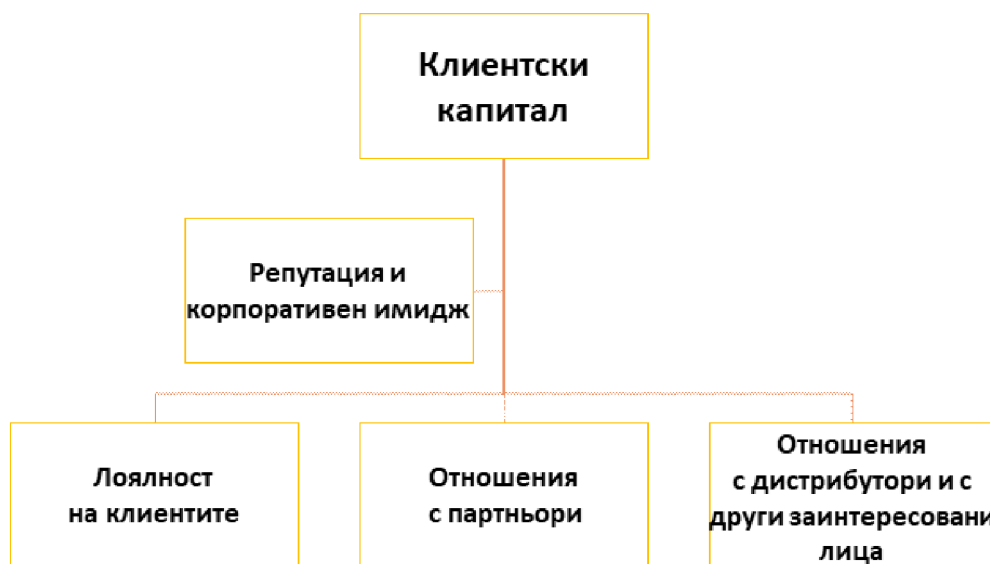 Клиентски
капитал
Репутация и
корпоративен имидж
Лоялност
на клиентите
Отношения
с партньори
Отношения
с дистрибутори и с
други заинтересовани
лица